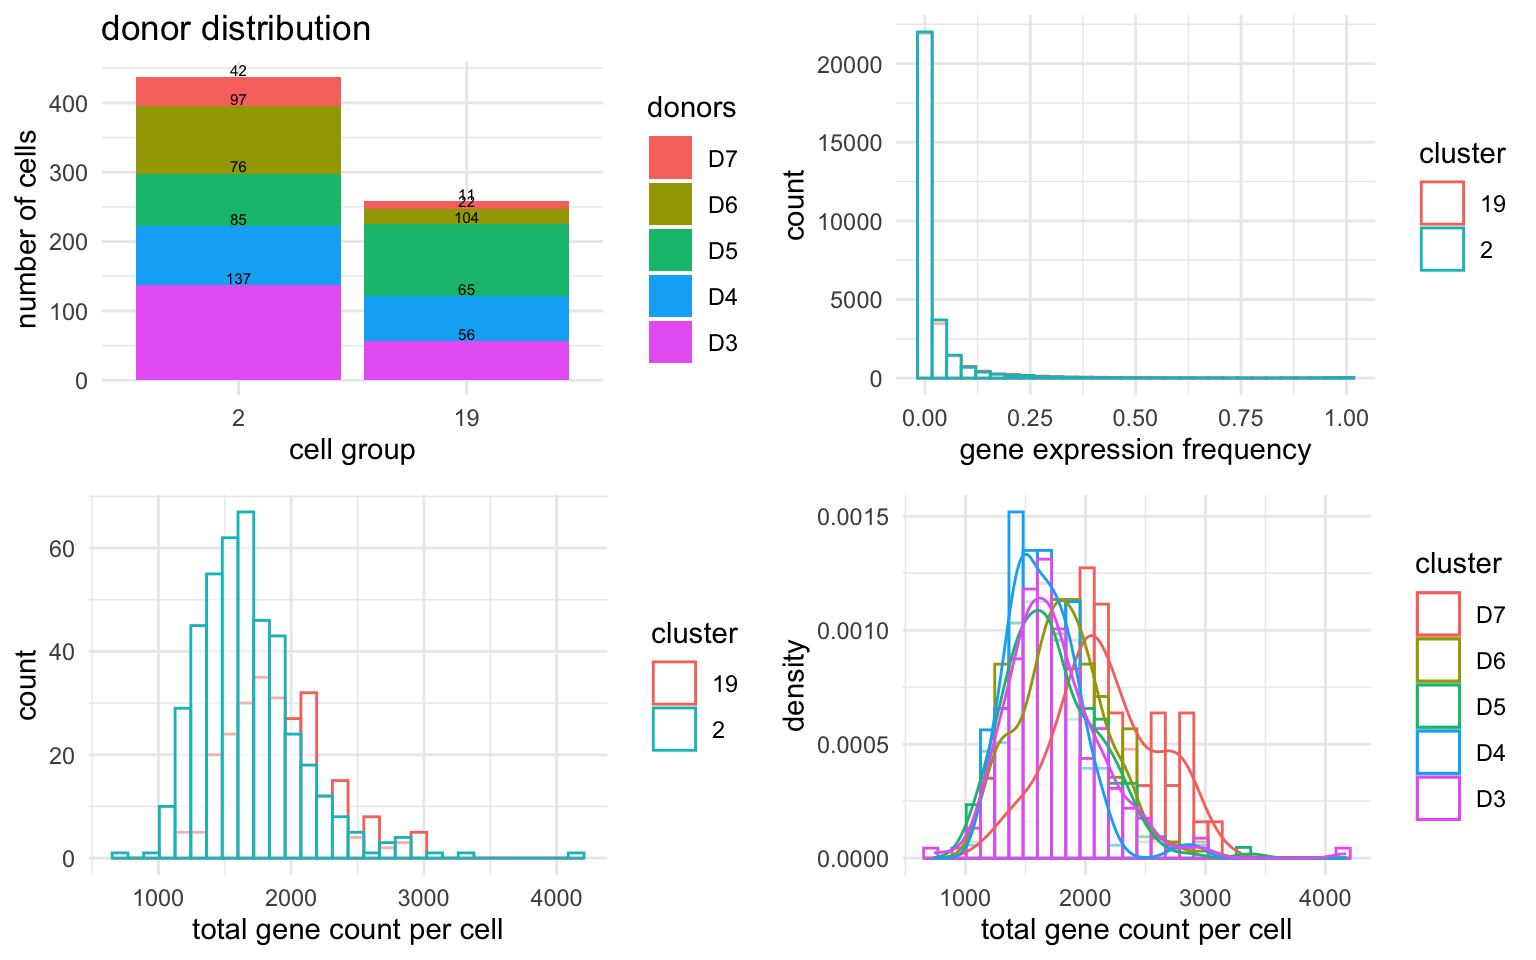 donor distribution
number of cells
400
300
200
100
0
42
97
76
85
137
11
22
104
65
56
2
19
cell group
donors
D7
D6
D5
D4
D3
count
20000
15000
10000
5000
0
0.00
0.25
0.50
0.75
1.00
gene expression frequency
cluster
19
2
count
60
40
20
0
1000
2000
3000
4000
total gene count per cell
cluster
19
2
density
0.0015
0.0010
0.0005
0.0000
1000
2000
3000
4000
total gene count per cell
cluster
D7
D6
D5
D4
D3